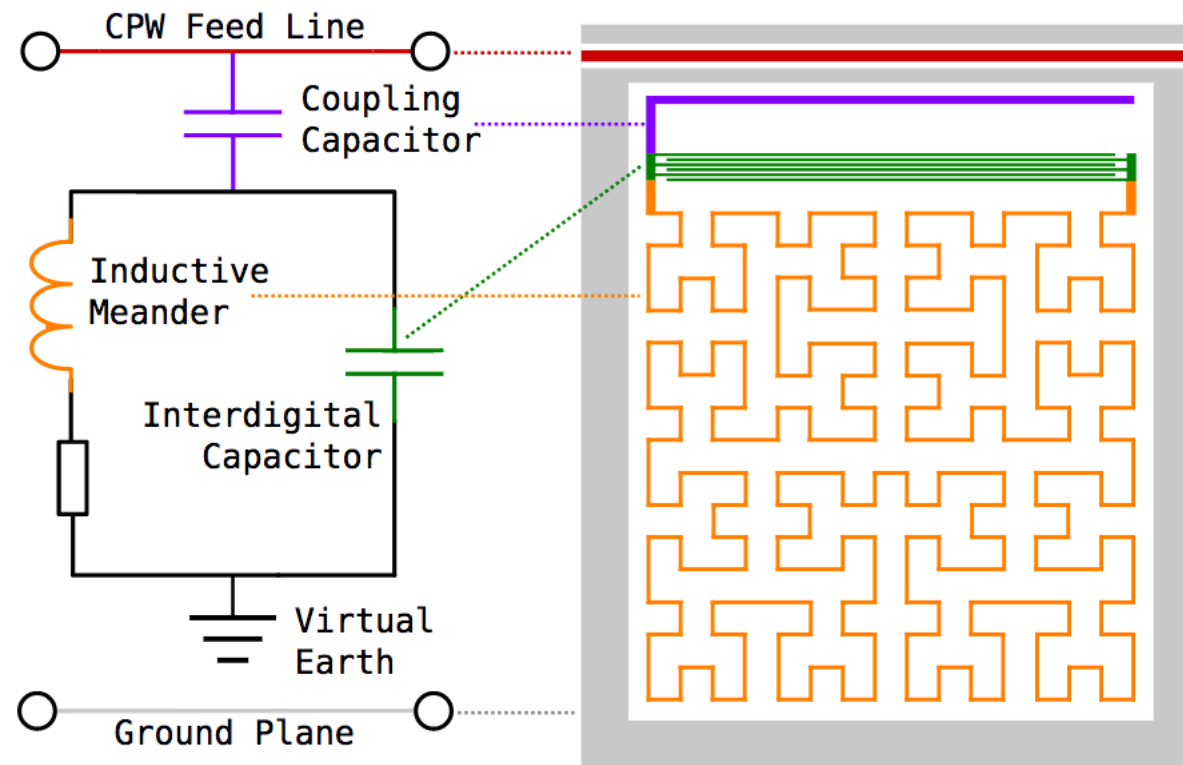 CPW Feed Line
Coupling
Capacitor
Inductive
Meander
Interdigital
Capacitor
Virtual
Earth
Ground Plane